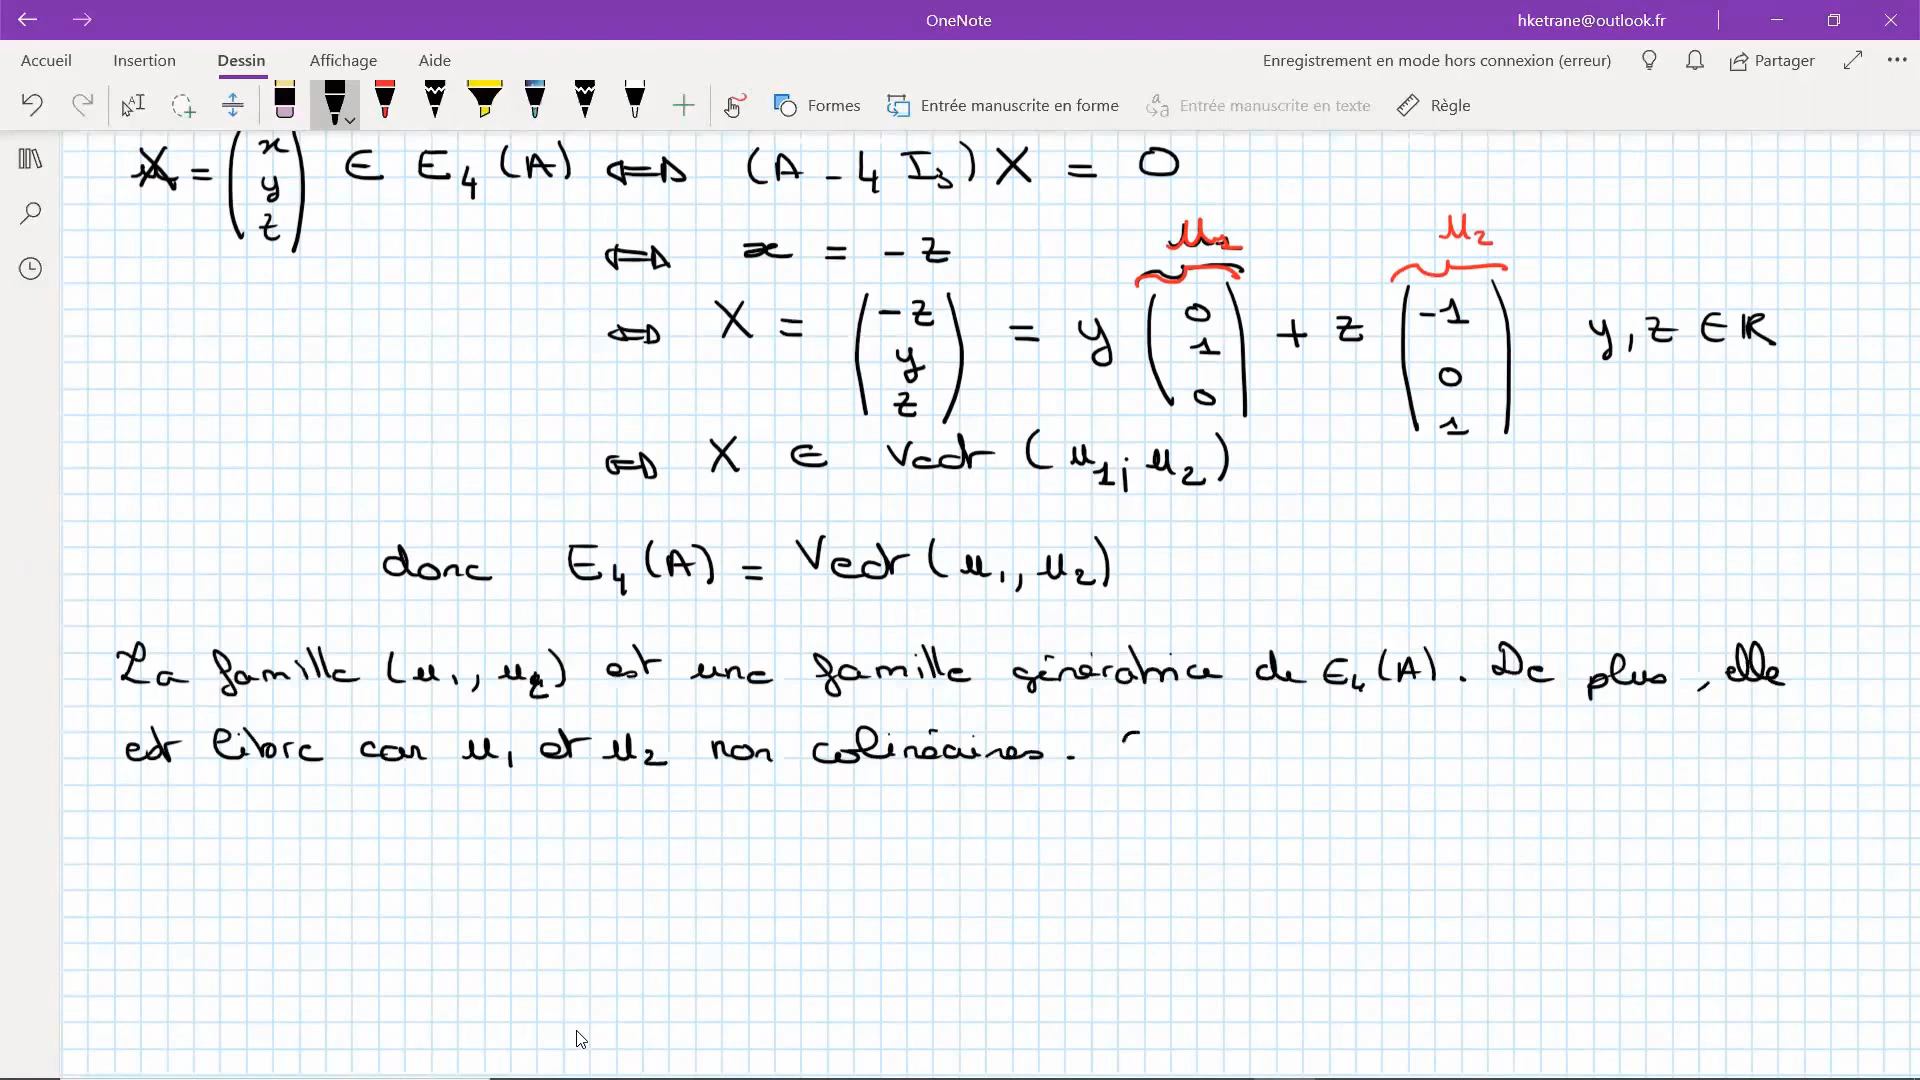 OneNote
hketrane@outlook.fr
Accueil Insertion Dessin Affichage Aide
Enregistrement en mode hors connexion (erreur) Partager
Formes Entrée manuscrite en forme Entrée manuscrite en texte Règle
X = (x y z) ∈ E₄(A) ⟺ (A - 4 I₃) X = 0
⟺ x = - z
u₁ u₂
⟺ X = (-z y z) = y (0 1 0) + z (-1 0 1) y, z ∈ ℝ
⟺ X ∈ Vect (u₁; u₂)
donc E₄(A) = Vect(u₁, u₂)
La famille (u₁, u₂) est une famille génératrice de E₄(A). De plus, elle
est libre car u₁ et u₂ non colinéaires.